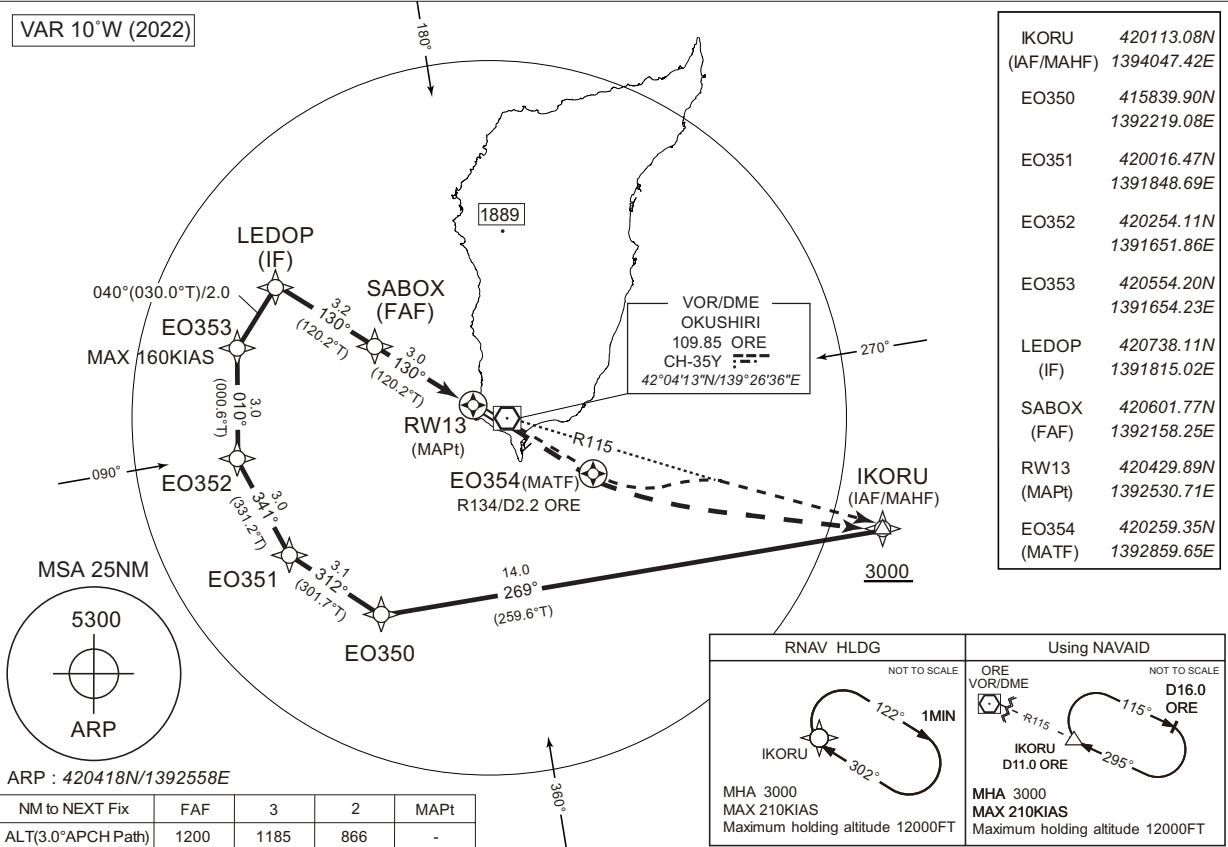 VAR 10°W (2022)
180°
IKORU 420113.08N
(IAF/MAHF) 1394047.42E
EO350 415839.90N
1392219.08E
EO351 420016.47N
1391848.69E
EO352 420254.11N
1391651.86E
EO353 420554.20N
1391654.23E
LEDOP 420738.11N
(IF) 1391815.02E
SABOX 420601.77N
(FAF) 1392158.25E
RW13 420429.89N
(MAPt) 1392530.71E
EO354 420259.35N
(MATF) 1392859.65E
1889
LEDOP
(IF)
040°(030.0°T)/2.0
SABOX
(FAF)
3.2
130°
(120.2°T)
EO353
MAX 160KIAS
3.0
130°
(120.2°T)
VOR/DME
OKUSHIRI
109.85 ORE
CH-35Y
42°04'13"N/139°26'36"E
270°
3.0
010°
(000.6°T)
RW13
(MAPt)
R115
090°
EO352
EO354(MATF)
R134/D2.2 ORE
IKORU
(IAF/MAHF)
3000
3.0
341°
(331.2°T)
EO351
3.1
312°
(301.7°T)
14.0
269°
(259.6°T)
EO350
MSA 25NM
5300
ARP
ARP : 420418N/1392558E
360°
RNAV HLDG
NOT TO SCALE
122°
1MIN
IKORU
302°
MHA 3000
MAX 210KIAS
Maximum holding altitude 12000FT
Using NAVAID
NOT TO SCALE
ORE
VOR/DME
D16.0
ORE
115°
R115
IKORU
D11.0 ORE
295°
MHA 3000
MAX 210KIAS
Maximum holding altitude 12000FT
NM to NEXT Fix FAF 3 2 MAPt
ALT(3.0°APCH Path) 1200 1185 866 -